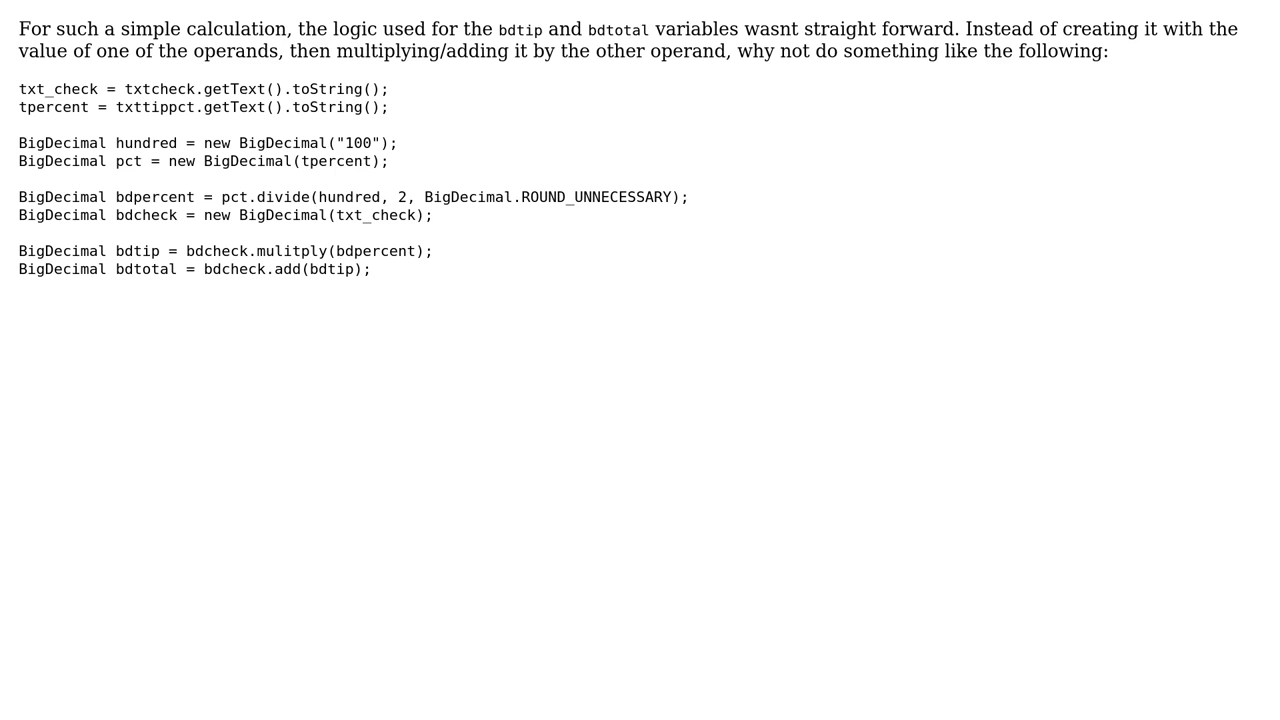 For such a simple calculation, the logic used for the bdtip and bdtotal variables wasnt straight forward. Instead of creating it with the
value of one of the operands, then multiplying/adding it by the other operand, why not do something like the following:
txt_check = txtcheck.getText().toString();
tpercent = txttippct.getText().toString();
BigDecimal hundred = new BigDecimal("100");
BigDecimal pct = new BigDecimal(tpercent);
BigDecimal bdpercent = pct.divide(hundred, 2, BigDecimal.ROUND_UNNECESSARY);
BigDecimal bdcheck = new BigDecimal(txt_check);
BigDecimal bdtip = bdcheck.mulitply(bdpercent);
BigDecimal bdtotal = bdcheck.add(bdtip);